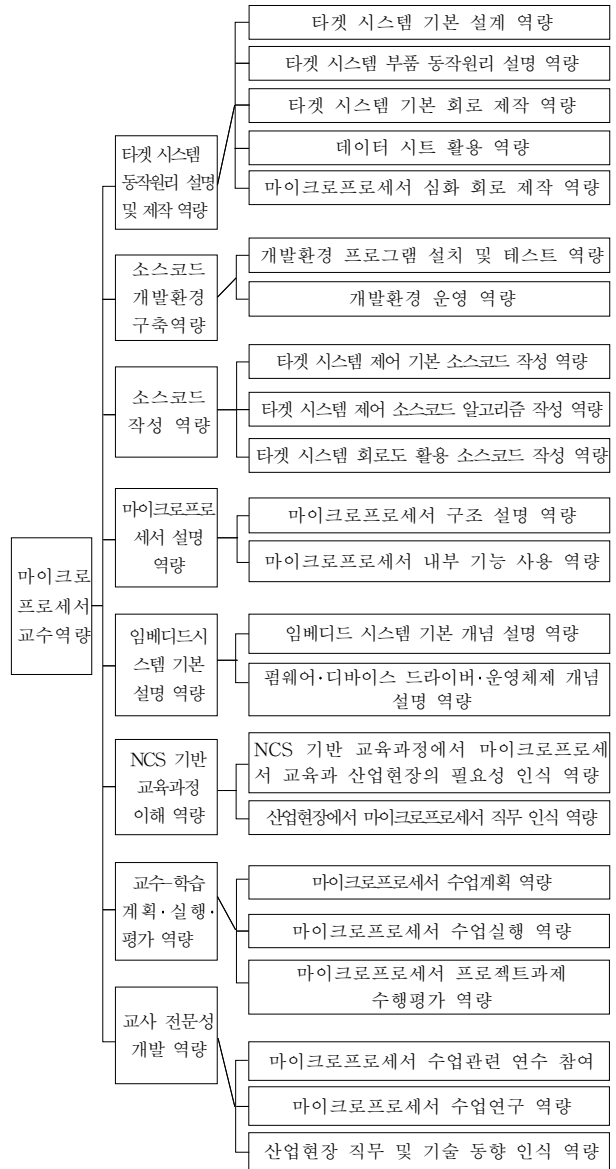 마이크로
프로세서
교수역량
타겟 시스템
동작원리 설명
및 제작 역량
타겟 시스템 기본 설계 역량
타겟 시스템 부품 동작원리 설명 역량
타겟 시스템 기본 회로 제작 역량
데이터 시트 활용 역량
마이크로프로세서 심화 회로 제작 역량
소스코드
개발환경
구축역량
개발환경 프로그램 설치 및 테스트 역량
개발환경 운영 역량
소스코드
작성 역량
타겟 시스템 제어 기본 소스코드 작성 역량
타겟 시스템 제어 소스코드 알고리즘 작성 역량
타겟 시스템 회로도 활용 소스코드 작성 역량
마이크로프로
세서 설명
역량
마이크로프로세서 구조 설명 역량
마이크로프로세서 내부 기능 사용 역량
임베디드시
스템 기본
설명 역량
임베디드 시스템 기본 개념 설명 역량
펌웨어·디바이스 드라이버·운영체제 개념
설명 역량
NCS 기반
교육과정
이해 역량
NCS 기반 교육과정에서 마이크로프로세
서 교육과 산업현장의 필요성 인식 역량
산업현장에서 마이크로프로세서 직무 인식 역량
교수-학습
계획·실행·
평가 역량
마이크로프로세서 수업계획 역량
마이크로프로세서 수업실행 역량
마이크로프로세서 프로젝트과제
수행평가 역량
교사 전문성
개발 역량
마이크로프로세서 수업관련 연수 참여
마이크로프로세서 수업연구 역량
산업현장 직무 및 기술 동향 인식 역량